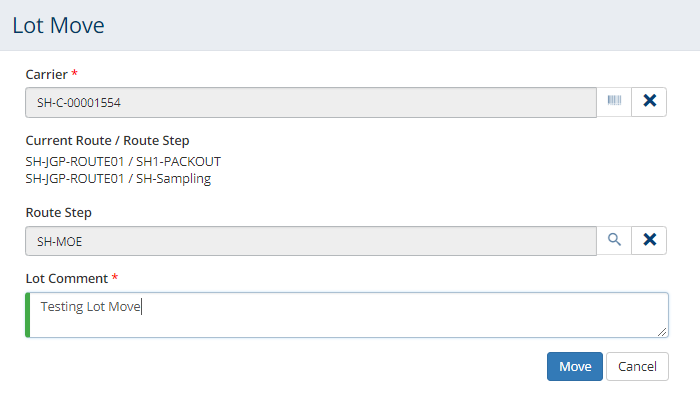 Lot Move
Carrier *
SH-C-00001554
Current Route / Route Step
SH-JGP-ROUTE01 / SH1-PACKOUT
SH-JGP-ROUTE01 / SH-Sampling
Route Step
SH-MOE
Lot Comment *
Testing Lot Move
Move Cancel